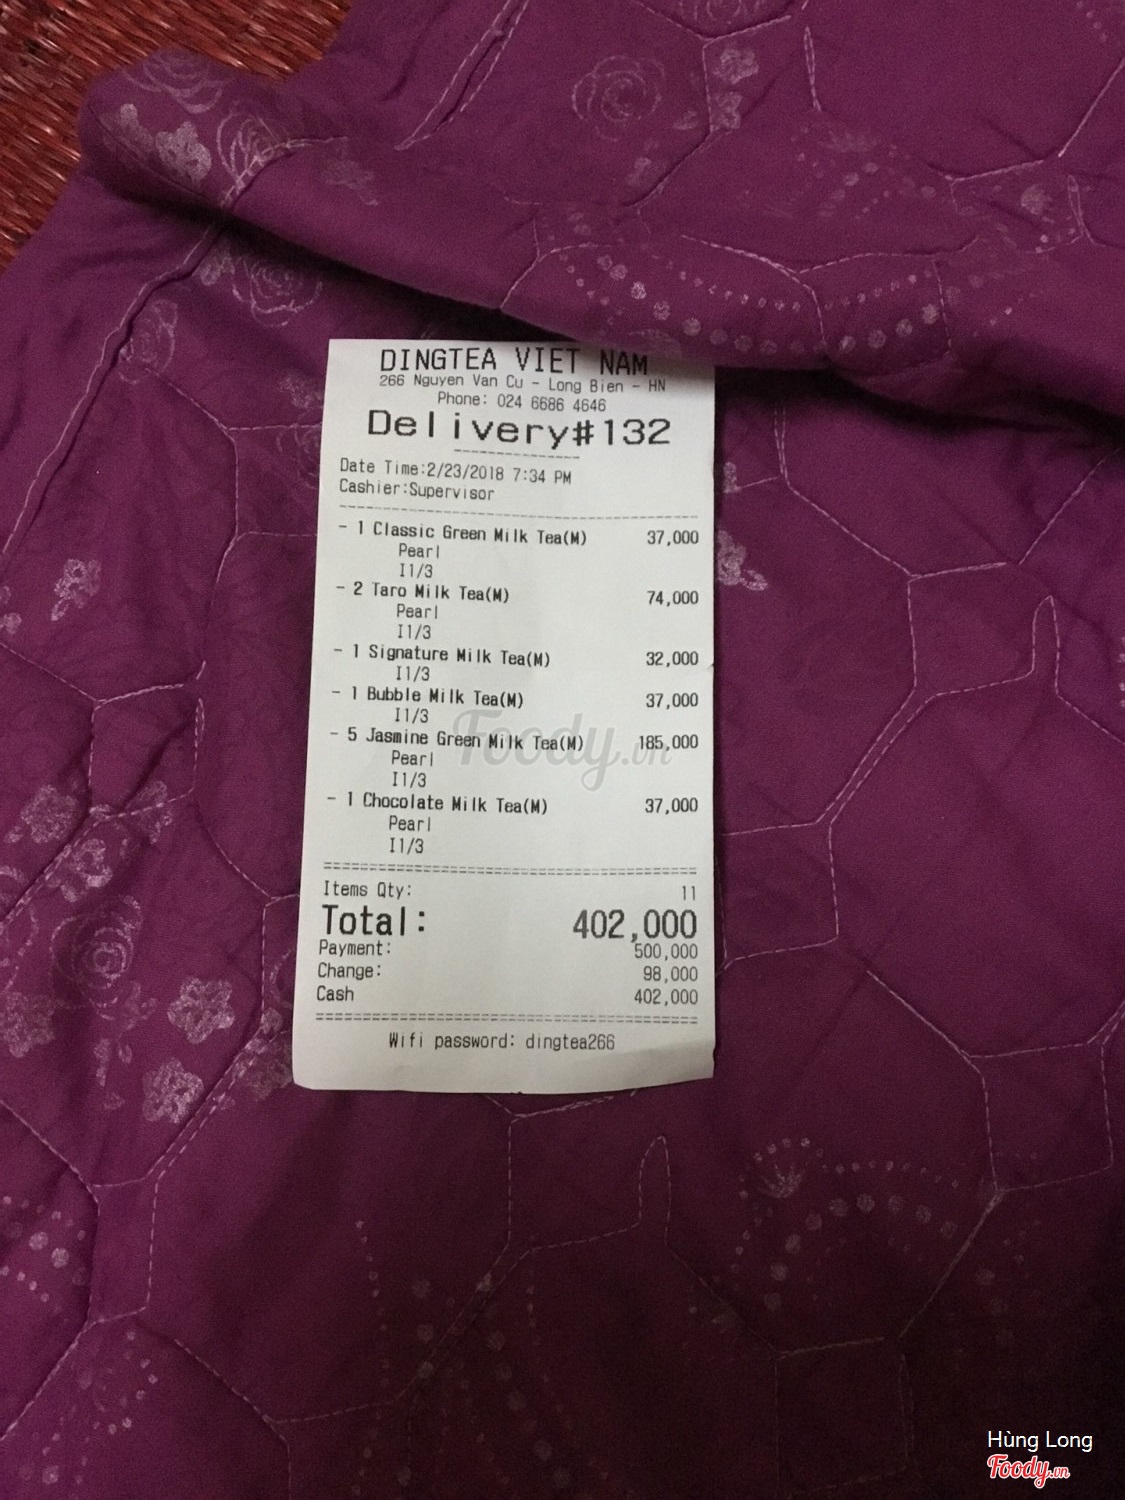 DINGTEA VIET NAM
266 Nguyen Van Cu - Long Bien - HN
Phone: 024 6686 4646
Delivery#132
Date Time:2/23/2018 7:34 PM
Cashier:Supervisor
- 1 Classic Green Milk Tea(M) 37,000
Pearl
I1/3
- 2 Taro Milk Tea(M) 74,000
Pearl
I1/3
- 1 Signature Milk Tea(M) 32,000
I1/3
- 1 Bubble Milk Tea(M) 37,000
I1/3
- 5 Jasmine Green Milk Tea(M) 185,000
Pearl
I1/3
- 1 Chocolate Milk Tea(M) 37,000
Pearl
I1/3
Items Qty: 11
Total: 402,000
Payment: 500,000
Change: 98,000
Cash 402,000
Wifi password: dingtea266
Foody.vn
Hùng Long
Foody.vn